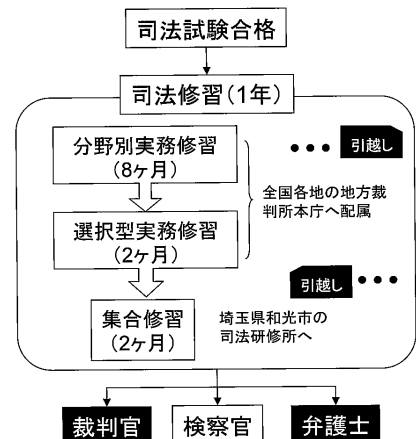 司法試験合格
司法修習(1年)
分野別実務修習
(8ヶ月)
••• 引越し
全国各地の地方裁
判所本庁へ配属
選択型実務修習
(2ヶ月)
引越し •••
集合修習
(2ヶ月)
埼玉県和光市の
司法研修所へ
裁判官 検察官 弁護士